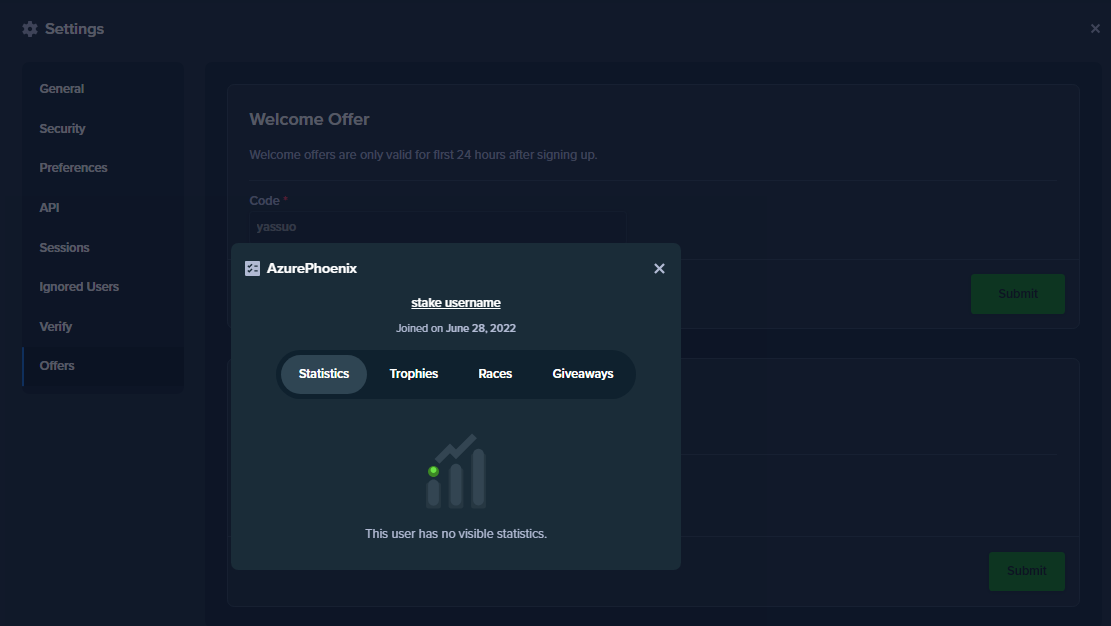 Settings
General
Security
Preferences
API
Sessions
Ignored Users
Verify
Offers
Welcome Offer
Welcome offers are only valid for first 24 hours after signing up.
Code *
yassuo
Submit
AzurePhoenix
stake username
Joined on June 28, 2022
Statistics Trophies Races Giveaways
This user has no visible statistics.
Submit